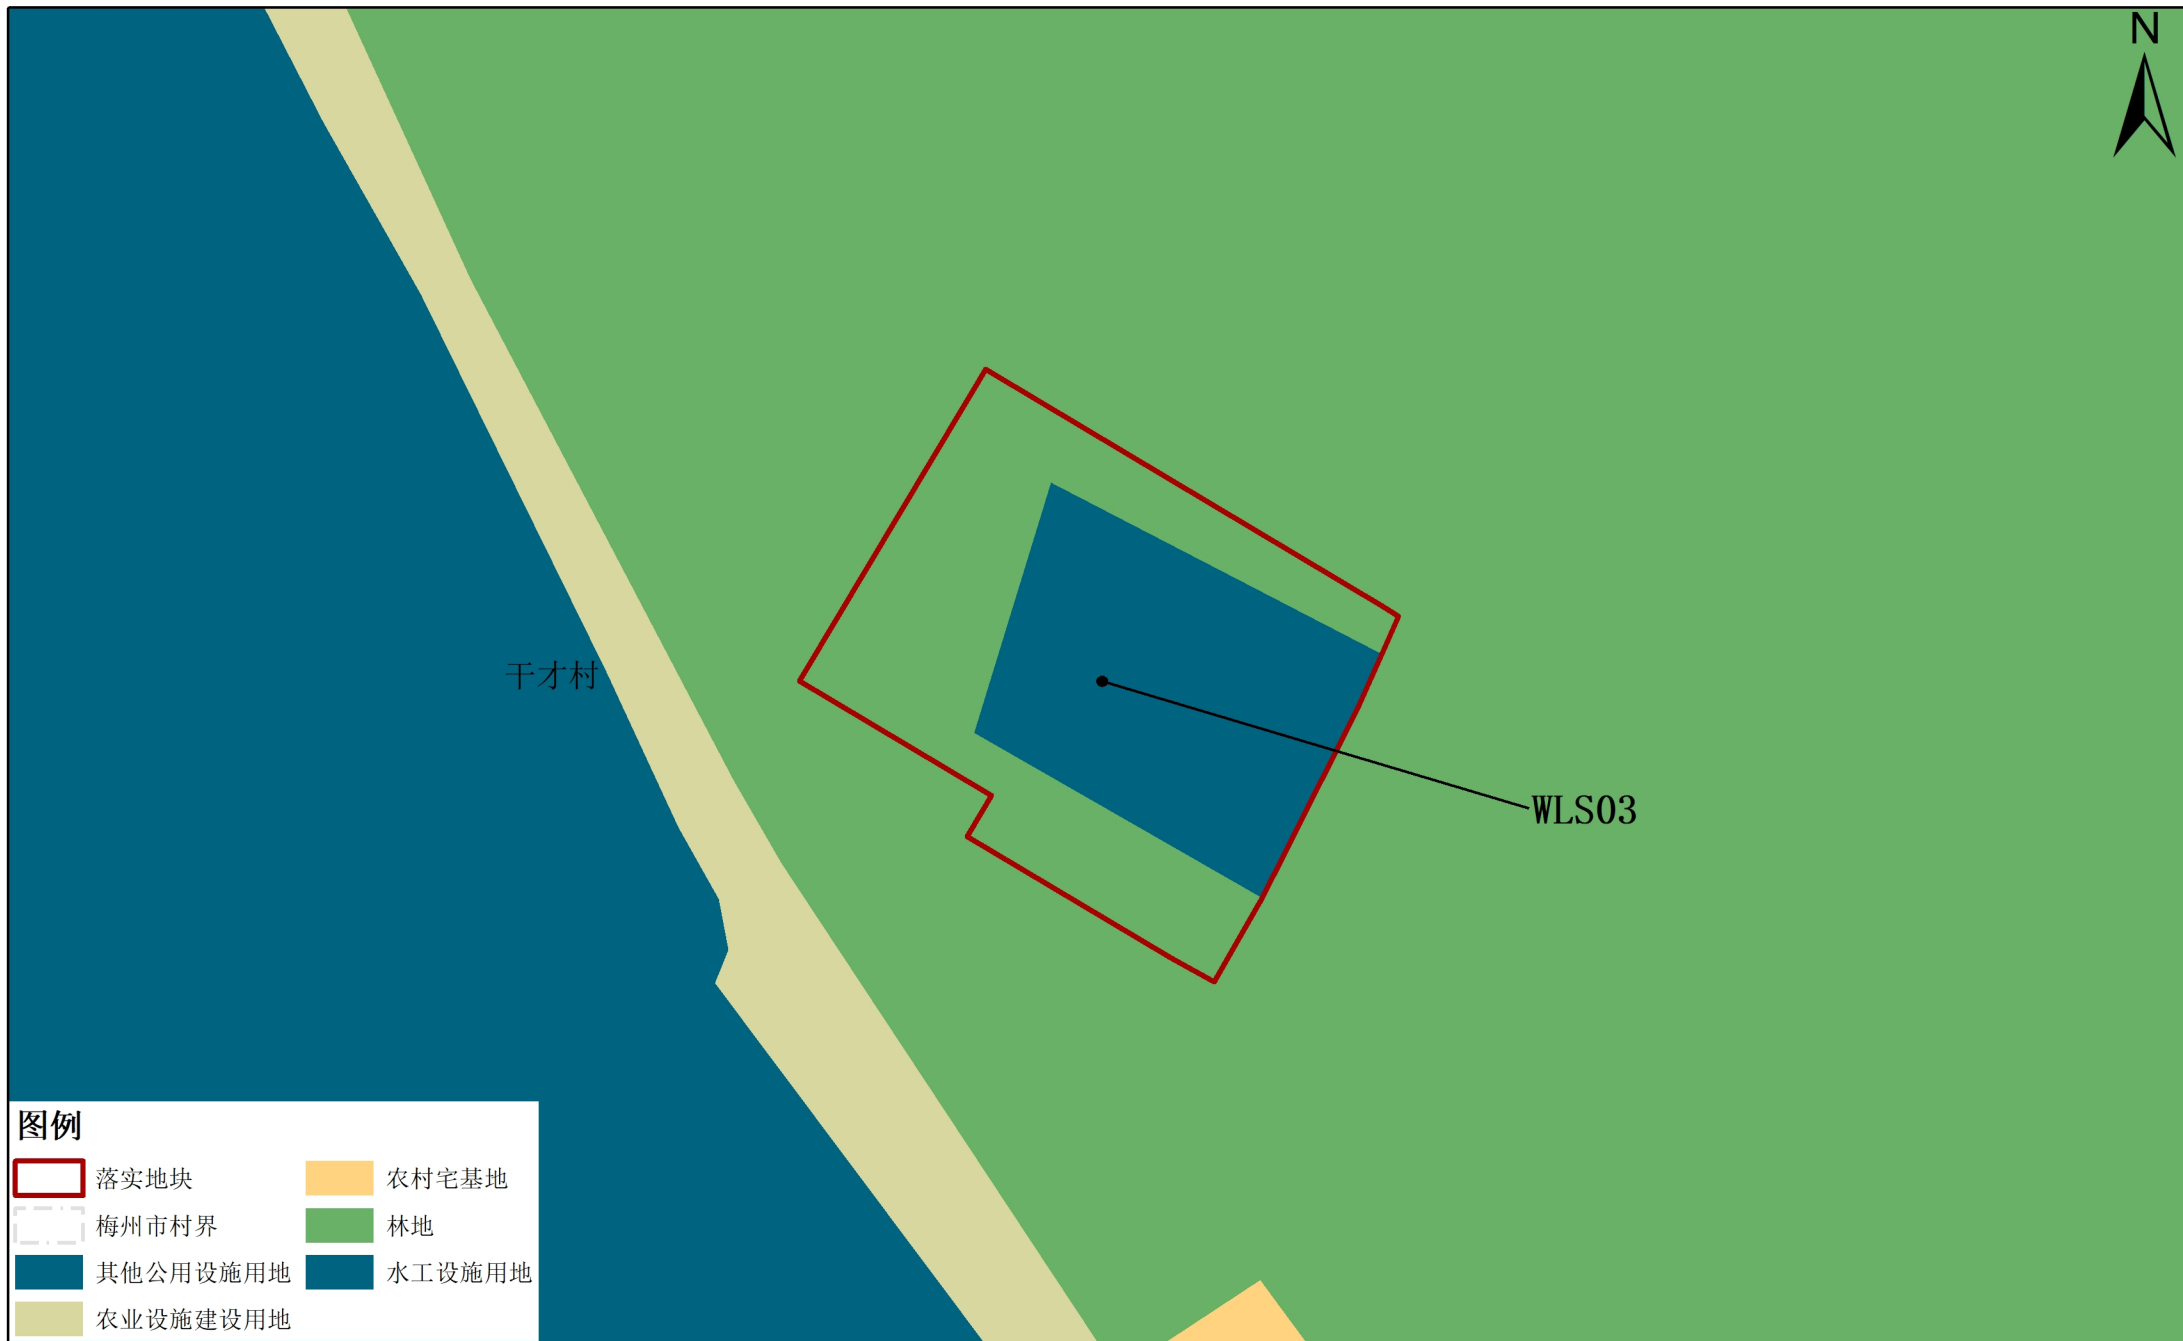 N
干才村
WLS03
图例
落实地块
农村宅基地
梅州市村界
林地
其他公用设施用地
水工设施用地
农业设施建设用地